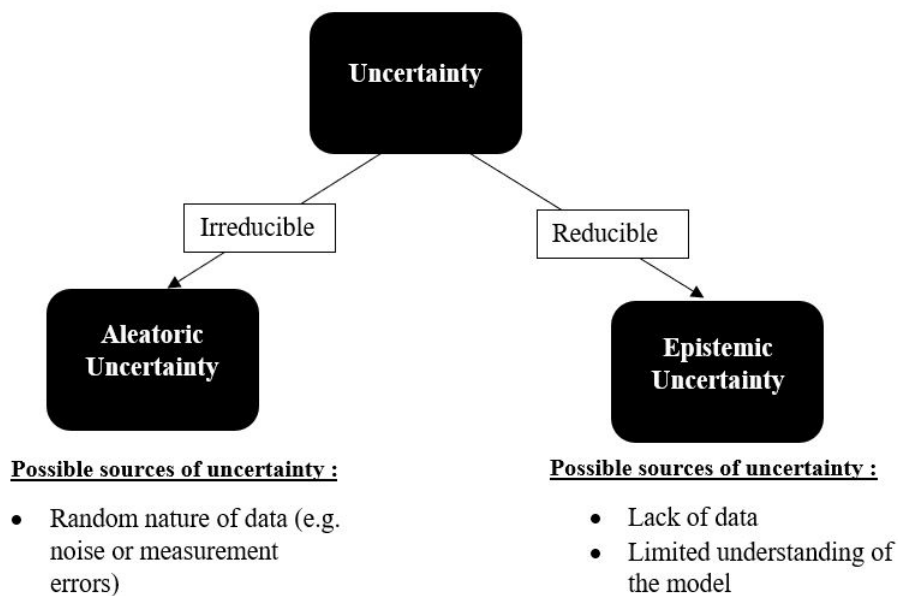 Uncertainty
Irreducible
Reducible
Aleatoric
Uncertainty
Epistemic
Uncertainty
Possible sources of uncertainty :
• Random nature of data (e.g.
noise or measurement
errors)
Possible sources of uncertainty :
• Lack of data
• Limited understanding of
the model